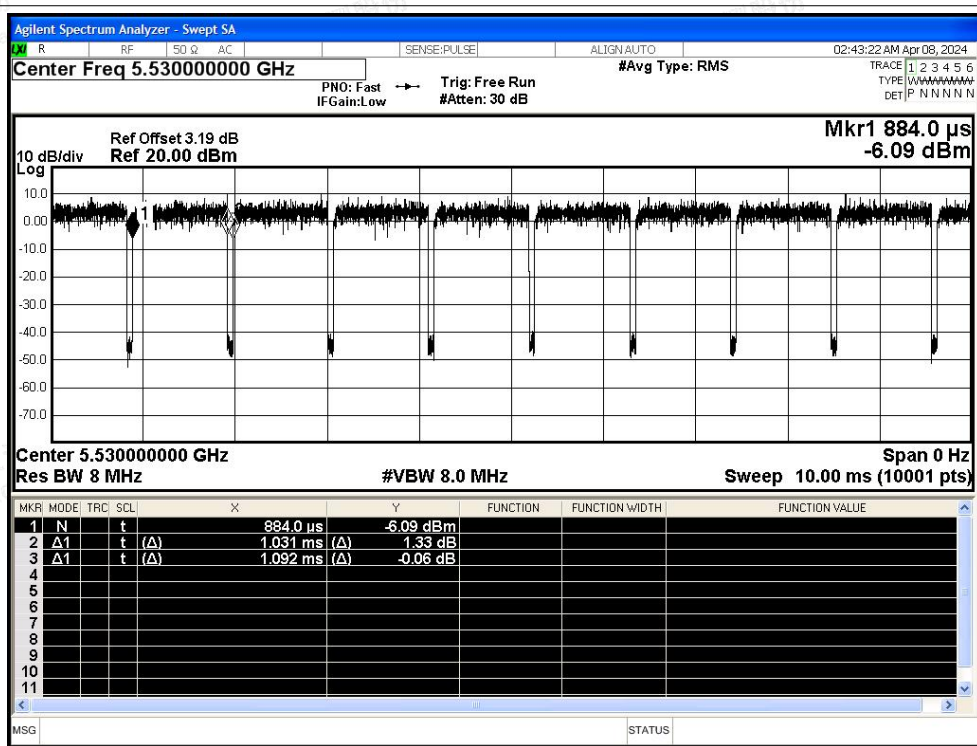 Agilent Spectrum Analyzer - Swept SA
LXI R RF 50 Ω AC SENSE:PULSE ALIGN AUTO 02:43:22 AM Apr 08, 2024
Center Freq 5.530000000 GHz #Avg Type: RMS TRACE 1 2 3 4 5 6
PNO: Fast Trig: Free Run TYPE WWWWWW
IFGain:Low #Atten: 30 dB DET P N N N N N
Mkr1 884.0 µs
-6.09 dBm
Ref Offset 3.19 dB
10 dB/div Ref 20.00 dBm
Log
10.0
0.00
-10.0
-20.0
-30.0
-40.0
-50.0
-60.0
-70.0
1
Center 5.530000000 GHz Span 0 Hz
Res BW 8 MHz #VBW 8.0 MHz Sweep 10.00 ms (10001 pts)
MKR MODE TRC SCL X Y FUNCTION FUNCTION WIDTH FUNCTION VALUE
1 N t 884.0 µs -6.09 dBm
2 Δ1 t (Δ) 1.031 ms (Δ) 1.33 dB
3 Δ1 t (Δ) 1.092 ms (Δ) -0.06 dB
4
5
6
7
8
9
10
11
MSG STATUS